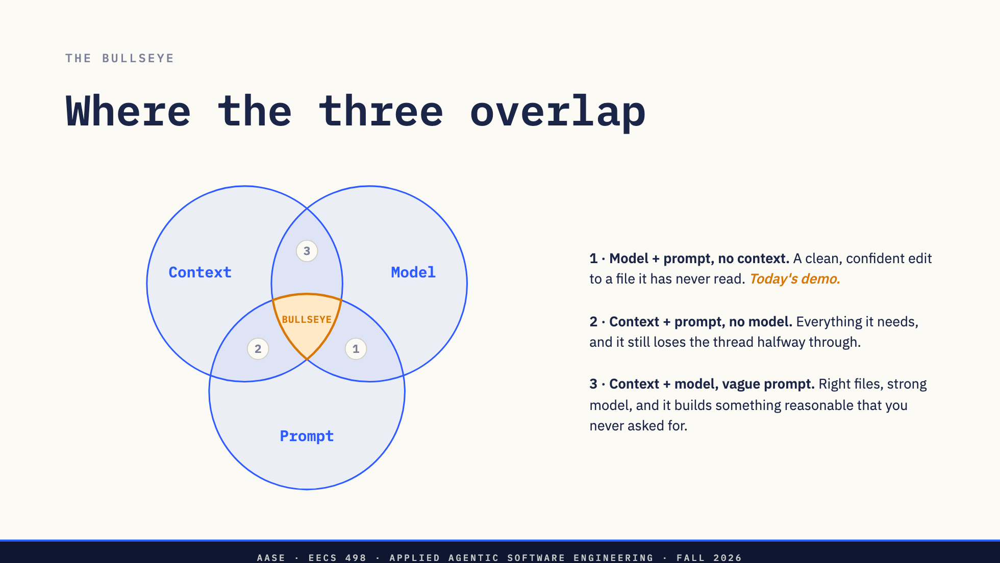 THE BULLSEYE
Where the three overlap
3
Context
Model
BULLSEYE
2
1
Prompt
1 · Model + prompt, no context. A clean, confident edit
to a file it has never read. Today's demo.
2 · Context + prompt, no model. Everything it needs,
and it still loses the thread halfway through.
3 · Context + model, vague prompt. Right files, strong
model, and it builds something reasonable that you
never asked for.
AASE · EECS 498 · APPLIED AGENTIC SOFTWARE ENGINEERING · FALL 2026